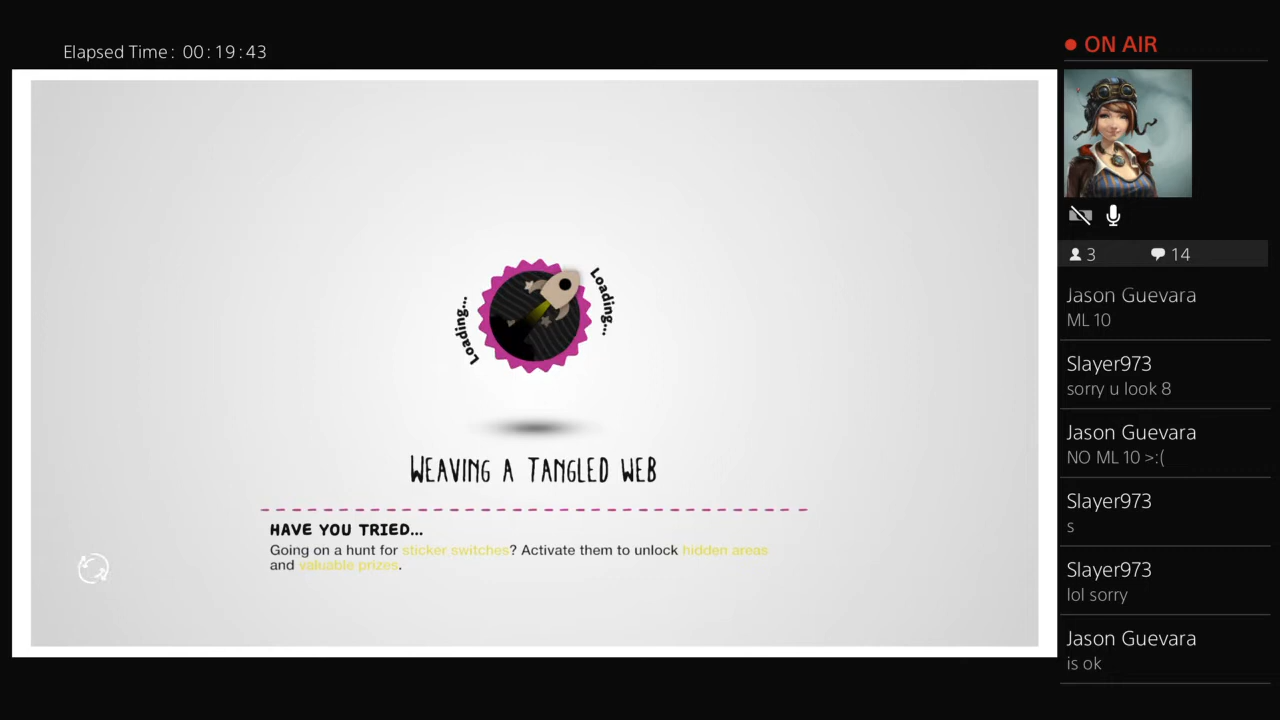 Elapsed Time: 00:19:43
ON AIR
3 14
Loading...
Loading...
WEAVING A TANGLED WEB
HAVE YOU TRIED...
Going on a hunt for sticker switches? Activate them to unlock hidden areas
and valuable prizes.
Jason Guevara
ML 10
Slayer973
sorry u look 8
Jason Guevara
NO ML 10 >:(
Slayer973
s
Slayer973
lol sorry
Jason Guevara
is ok